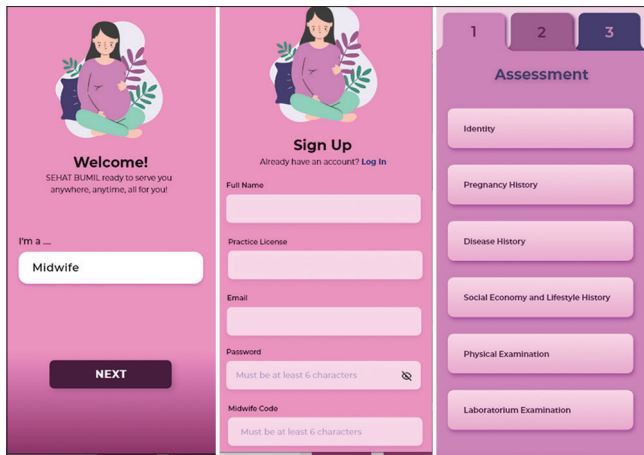 Welcome!
SEHAT BUMIL ready to serve you
anywhere, anytime, all for you!
I'm a ....
Midwife
NEXT
Sign Up
Already have an account? Log In
Full Name
Practice License
Email
Password
Must be at least 6 characters
Midwife Code
Must be at least 6 characters
1
2
3
Assessment
Identity
Pregnancy History
Disease History
Social Economy and Lifestyle History
Physical Examination
Laboratorium Examination